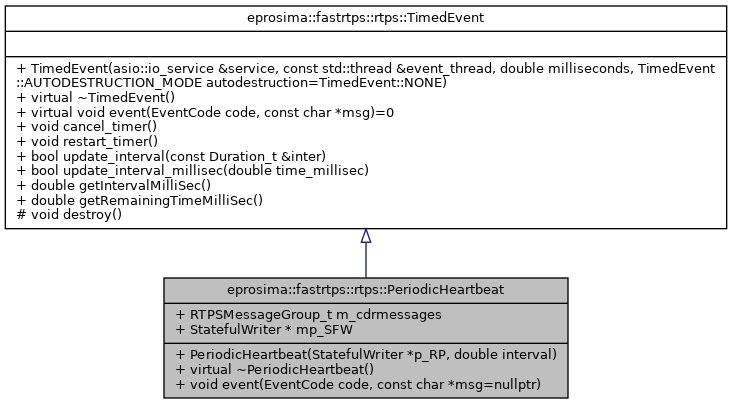 eprosima::fastrtps::rtps::TimedEvent
+ TimedEvent(asio::io_service &service, const std::thread &event_thread, double milliseconds, TimedEvent
::AUTODESTRUCTION_MODE autodestruction=TimedEvent::NONE)
+ virtual ~TimedEvent()
+ virtual void event(EventCode code, const char *msg)=0
+ void cancel_timer()
+ void restart_timer()
+ bool update_interval(const Duration_t &inter)
+ bool update_interval_millisec(double time_millisec)
+ double getIntervalMilliSec()
+ double getRemainingTimeMilliSec()
# void destroy()
eprosima::fastrtps::rtps::PeriodicHeartbeat
+ RTPSMessageGroup_t m_cdrmessages
+ StatefulWriter * mp_SFW
+ PeriodicHeartbeat(StatefulWriter *p_RP, double interval)
+ virtual ~PeriodicHeartbeat()
+ void event(EventCode code, const char *msg=nullptr)